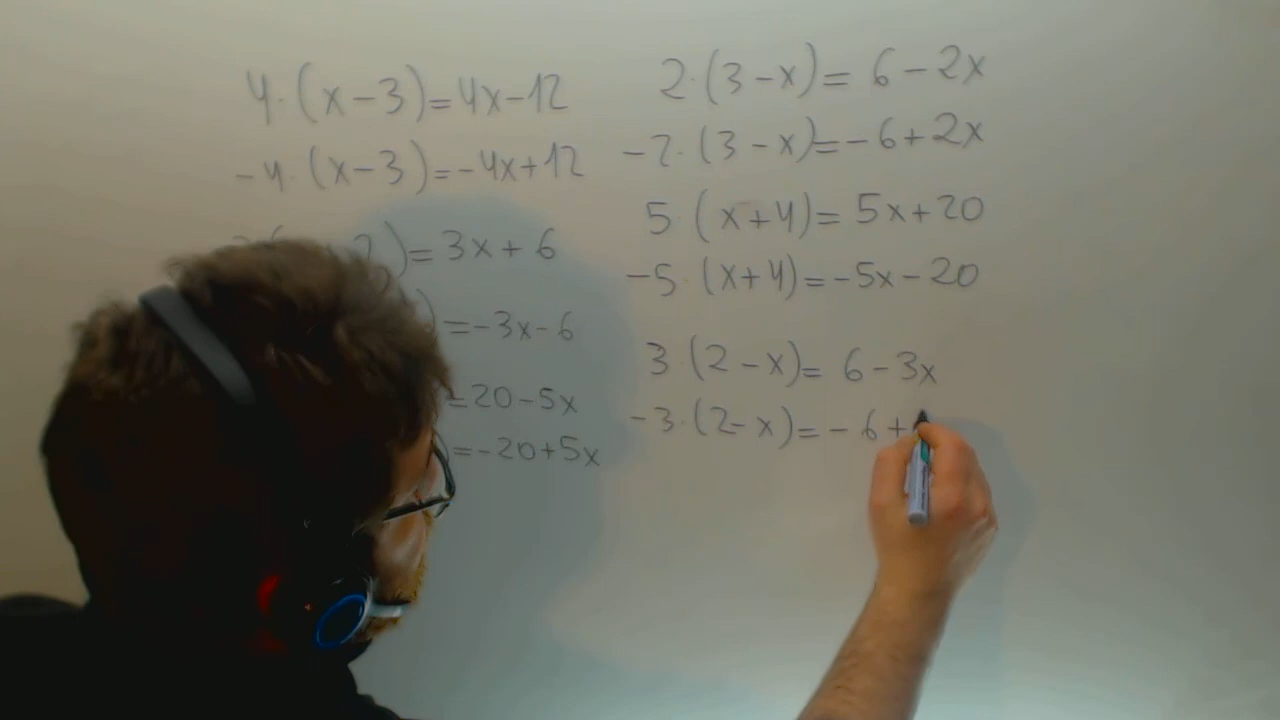 4·(x-3)=4x-12
-4·(x-3)=-4x+12
)=3x+6
)=-3x-6
=20-5x
)=-20+5x
2·(3-x)=6-2x
-2·(3-x)=-6+2x
5·(x+4)=5x+20
-5·(x+4)=-5x-20
3(2-x)=6-3x
-3·(2-x)=-6+